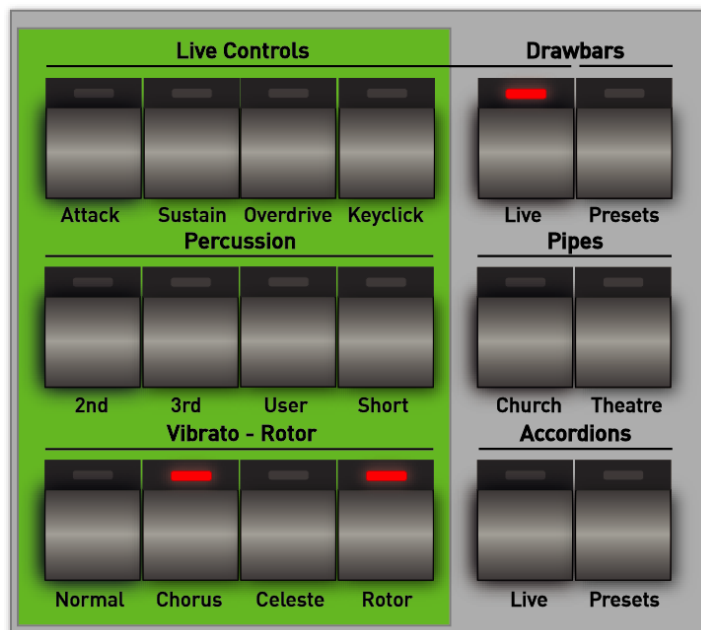 Live Controls Drawbars
Attack Sustain Overdrive Keyclick Live Presets
Percussion Pipes
2nd 3rd User Short Church Theatre
Vibrato - Rotor Accordions
Normal Chorus Celeste Rotor Live Presets